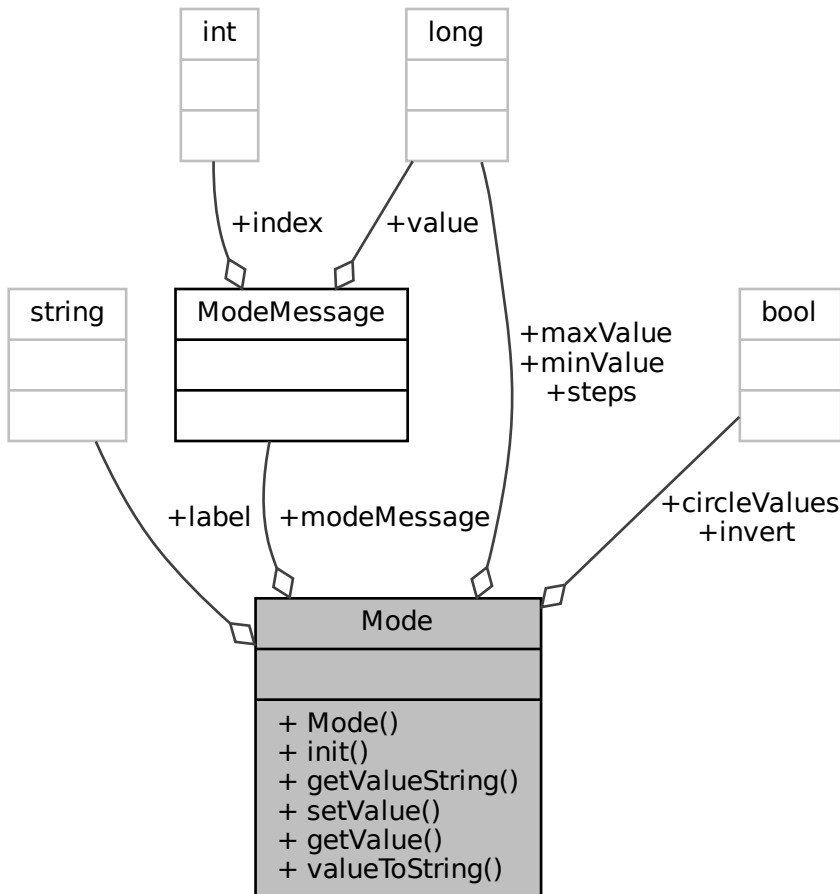 int
long
+index
+value
string
ModeMessage
bool
+maxValue
+minValue
+steps
+circleValues
+invert
+label
+modeMessage
Mode
+ Mode()
+ init()
+ getValueString()
+ setValue()
+ getValue()
+ valueToString()